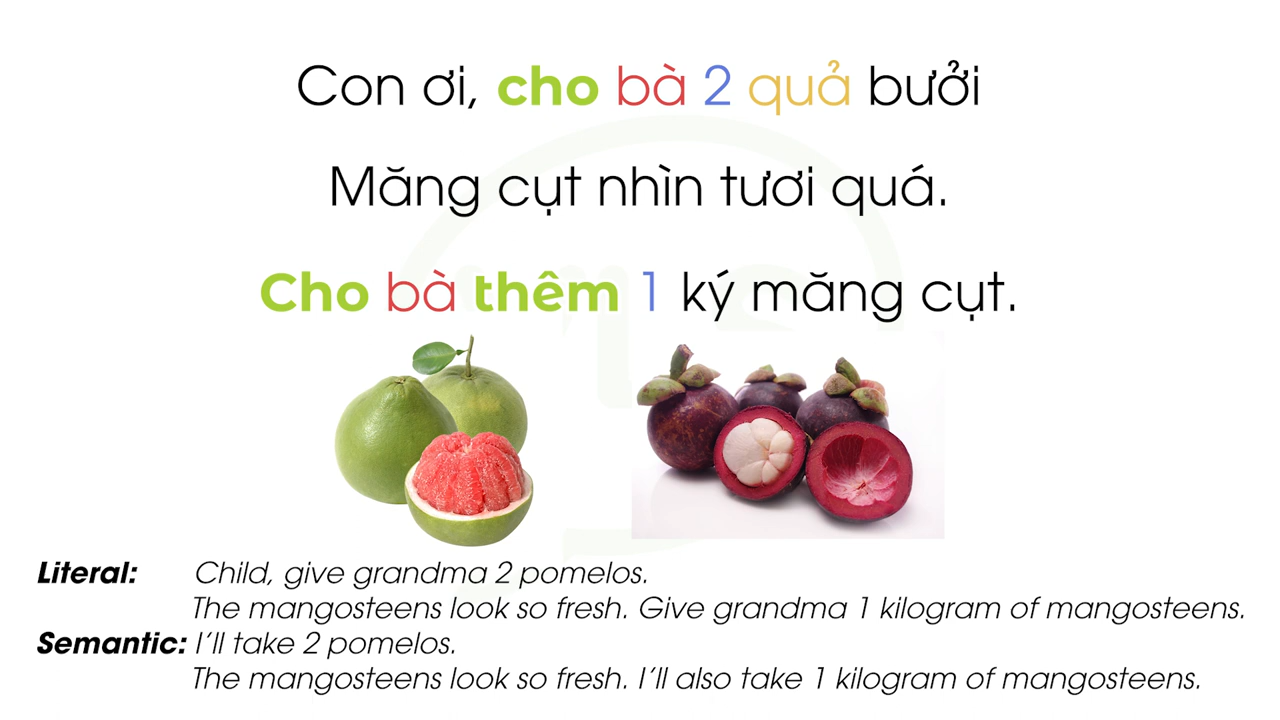 Con ơi, cho bà 2 quả bưởi
Măng cụt nhìn tươi quá.
Cho bà thêm 1 ký măng cụt.
Literal: Child, give grandma 2 pomelos.
The mangosteens look so fresh. Give grandma 1 kilogram of mangosteens.
Semantic: I'll take 2 pomelos.
The mangosteens look so fresh. I'll also take 1 kilogram of mangosteens.